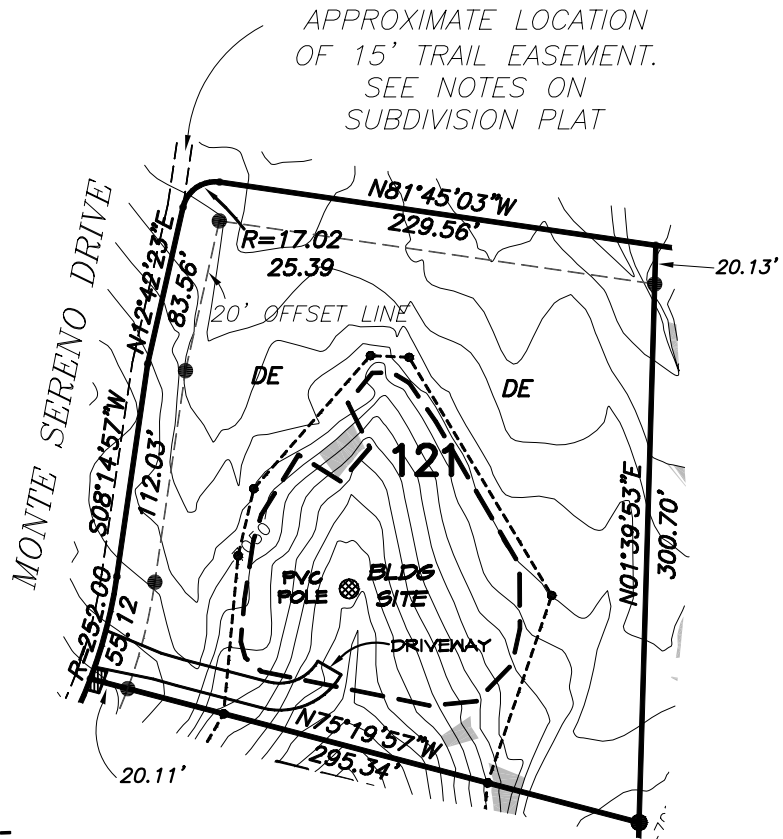 APPROXIMATE LOCATION
OF 15' TRAIL EASEMENT.
SEE NOTES ON
SUBDIVISION PLAT
N81°45'03"W
229.56'
R=17.02
25.39
20.13'
MONTE SERENO DRIVE
N12°42'23"E
83.56'
20' OFFSET LINE
DE
DE
S08°14'57"W
112.03'
121
N01°39'53"E
300.70'
PVC
POLE
BLDG
SITE
R=252.00
55.12
DRIVEWAY
N75°19'57"W
295.34'
20.11'